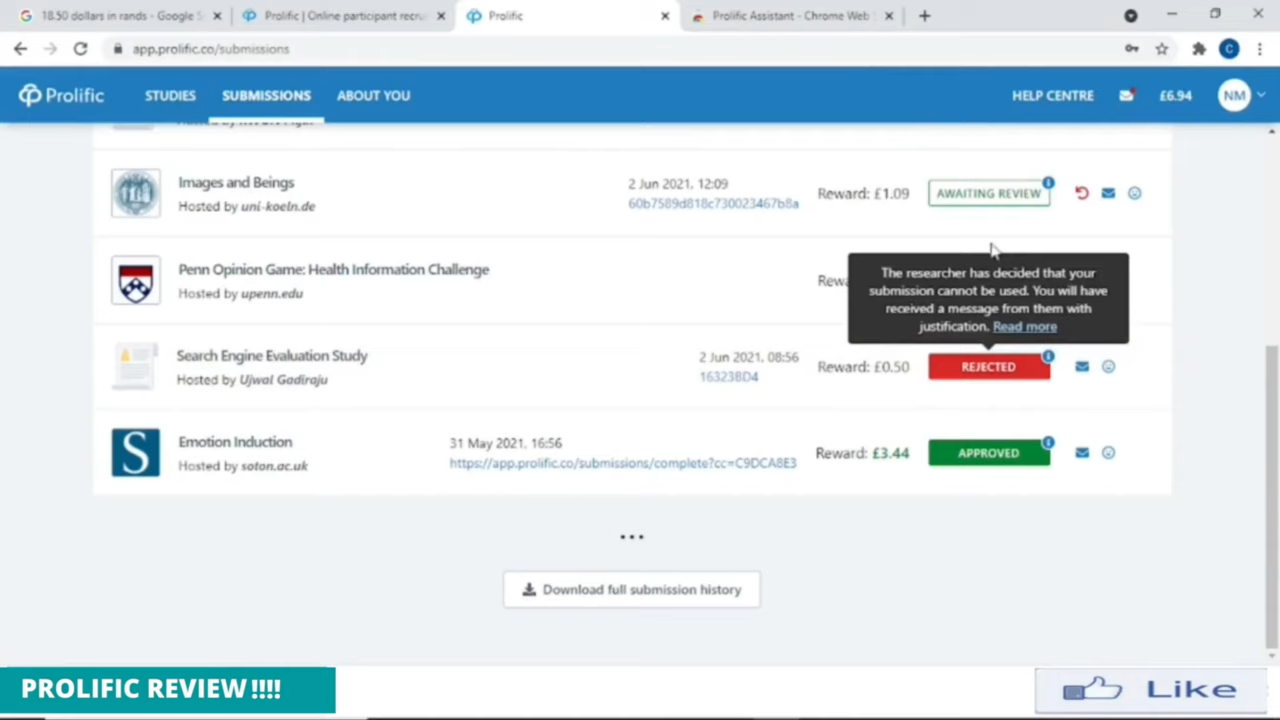 18.50 dollars in rands - Google S
Prolific | Online participant recru
Prolific
Prolific Assistant - Chrome Web
app.prolific.co/submissions
Prolific
STUDIES
SUBMISSIONS
ABOUT YOU
HELP CENTRE
£6.94
NM
C
Hosted by
Images and Beings
Hosted by uni-koeln.de
2 Jun 2021, 12:09
60b7589d818c730023467b8a
Reward: £1.09
AWAITING REVIEW
Penn Opinion Game: Health Information Challenge
Hosted by upenn.edu
Rewa
The researcher has decided that your
submission cannot be used. You will have
received a message from them with
justification. Read more
Search Engine Evaluation Study
Hosted by Ujwal Gadiraju
2 Jun 2021, 08:56
16323BD4
Reward: £0.50
REJECTED
S
Emotion Induction
Hosted by soton.ac.uk
31 May 2021, 16:56
https://app.prolific.co/submissions/complete?cc=C9DCA8E3
Reward: £3.44
APPROVED
Download full submission history
PROLIFIC REVIEW!!!!
Like